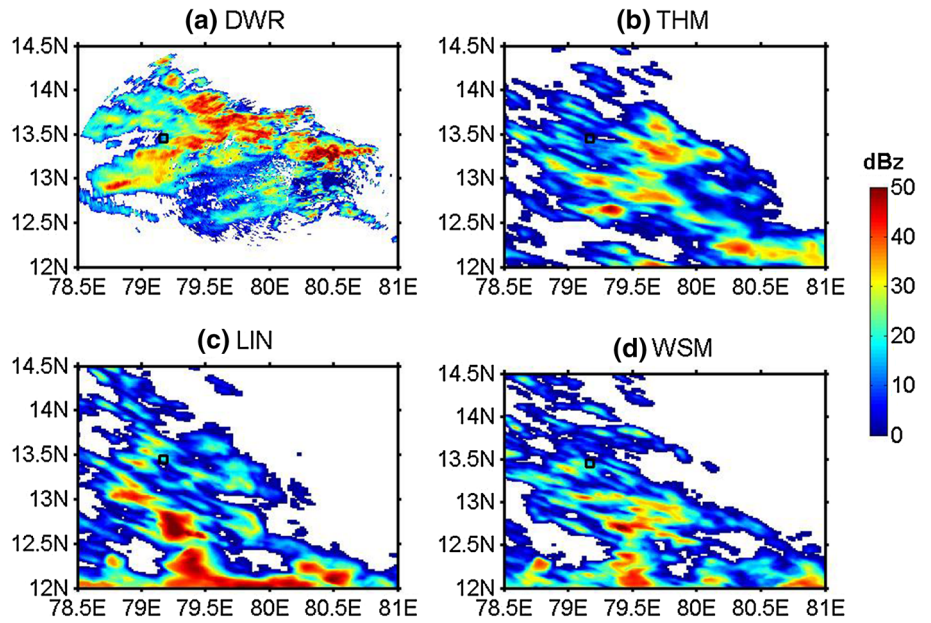 (a) DWR
14.5N
14N
13.5N
13N
12.5N
12N
78.5E 79E 79.5E 80E 80.5E 81E
(b) THM
14.5N
14N
13.5N
13N
12.5N
12N
78.5E 79E 79.5E 80E 80.5E 81E
dBz
50
40
30
20
10
0
(c) LIN
14.5N
14N
13.5N
13N
12.5N
12N
78.5E 79E 79.5E 80E 80.5E 81E
(d) WSM
14.5N
14N
13.5N
13N
12.5N
12N
78.5E 79E 79.5E 80E 80.5E 81E